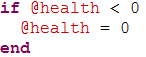 if @health < 0
  @health = 0
end